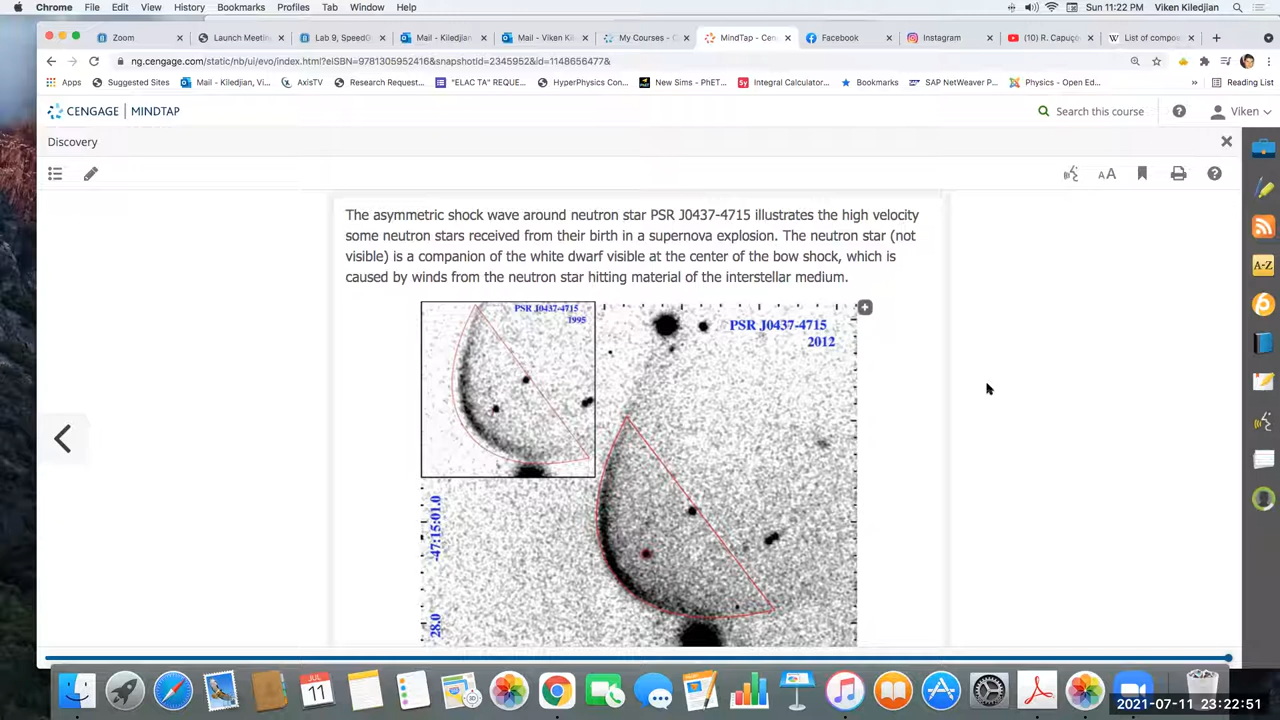 Chrome File Edit View History Bookmarks Profiles Tab Window Help Sun 11:22 PM Viken Kiledjian
Zoom Launch Meetin Lab 9, SpeedG Mail - Kiledjian Mail - Viken Ki My Courses - C MindTap - Cen Facebook Instagram (10) R. Capuço List of compos
ng.cengage.com/static/nb/ui/evo/index.html?eISBN=9781305952416&snapshotId=2345952&id=1148656477&
Apps Suggested Sites Mail - Kiledjian, Vi... AxisTV Research Request... "ELAC TA" REQUE... HyperPhysics Con... New Sims - PhET... Integral Calculator... Bookmarks SAP NetWeaver P... Physics - Open Ed... » Reading List
CENGAGE | MINDTAP Search this course Viken
Discovery
AA
The asymmetric shock wave around neutron star PSR J0437-4715 illustrates the high velocity
some neutron stars received from their birth in a supernova explosion. The neutron star (not
visible) is a companion of the white dwarf visible at the center of the bow shock, which is
caused by winds from the neutron star hitting material of the interstellar medium.
PSR J0437-4715
1995
PSR J0437-4715
2012
-47:15:01.0
28.0
A-Z
JUL
11
2021-07-11 23:22:51